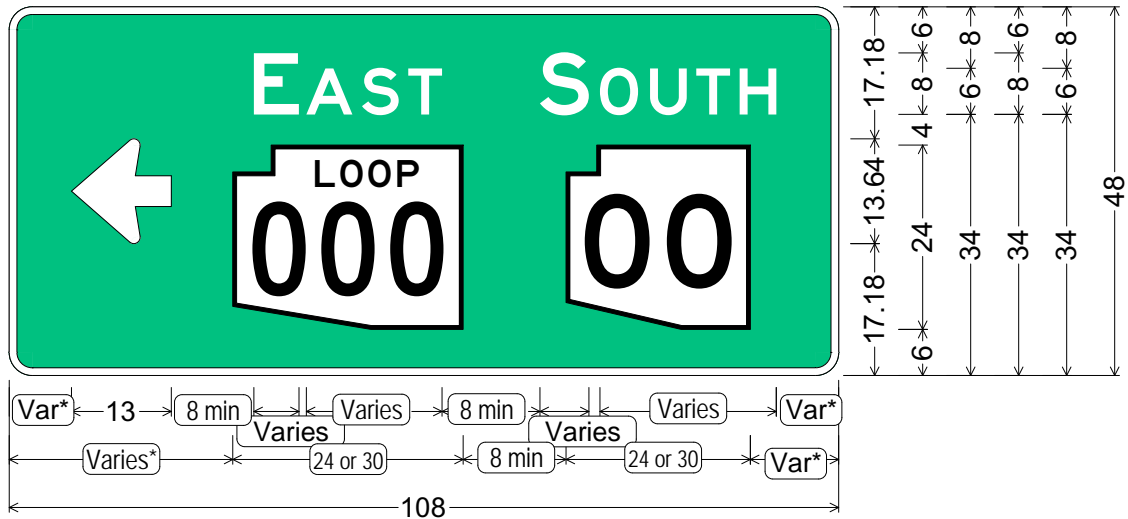 EAST SOUTH
LOOP
000 00
17.18 13.64 17.18
6 8 4 24 6
8 6 34
6 8 34
8 6 34
48
Var* 13 8 min Varies 8 min Varies Var*
Varies Varies
Varies* 24 or 30 8 min 24 or 30 Var*
108